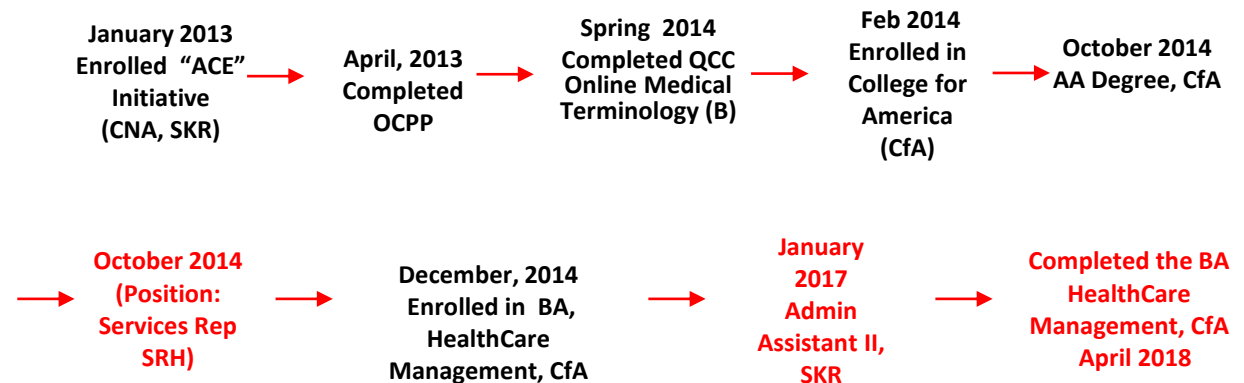 January 2013
Enrolled “ACE”
Initiative
(CNA, SKR)
April, 2013
Completed
OCPP
Spring 2014
Completed QCC
Online Medical
Terminology (B)
Feb 2014
Enrolled in
College for
America
(CfA)
October 2014
AA Degree, CfA
October 2014
(Position:
Services Rep
SRH)
December, 2014
Enrolled in BA,
HealthCare
Management, CfA
January
2017
Admin
Assistant II,
SKR
Completed the BA
HealthCare
Management, CfA
April 2018